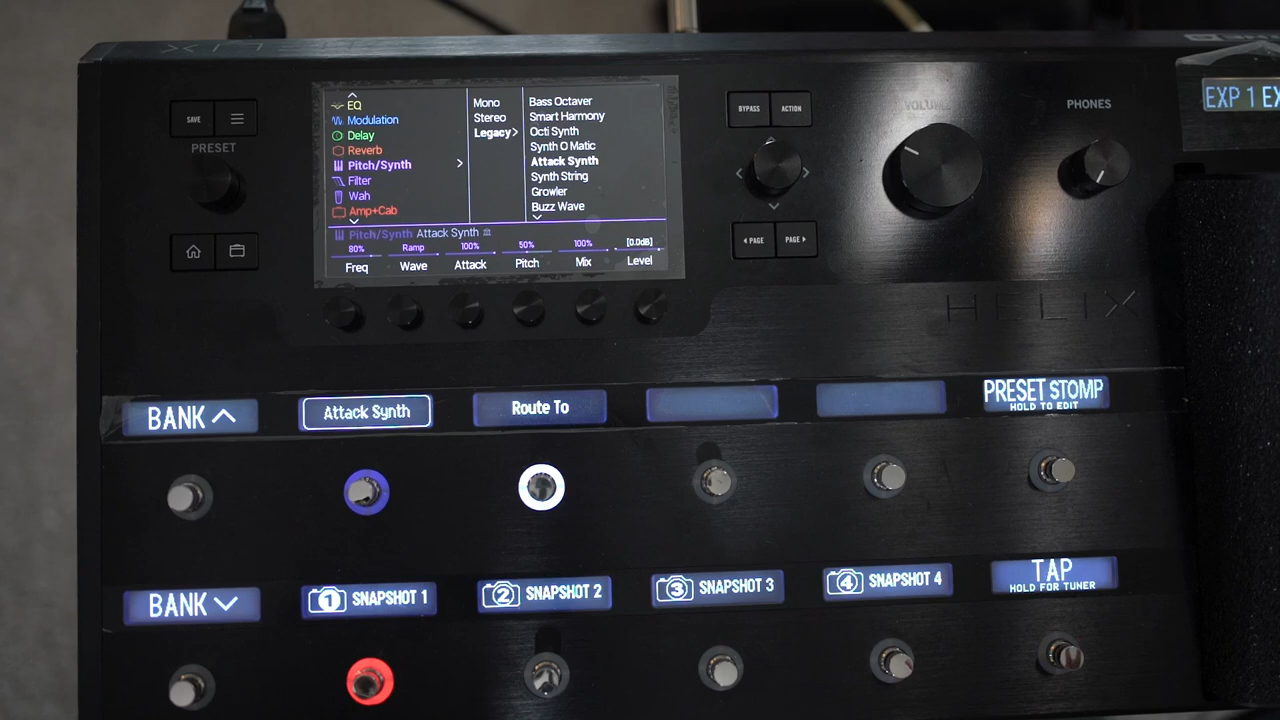 SAVE
PRESET
EQ
Modulation
Delay
Reverb
Pitch/Synth
Filter
Wah
Amp+Cab
Mono
Stereo
Legacy
Bass Octaver
Smart Harmony
Octi Synth
Synth O Matic
Attack Synth
Synth String
Growler
Buzz Wave
Pitch/Synth Attack Synth
80% Ramp 100% 50% 100% [0.0dB]
Freq Wave Attack Pitch Mix Level
BYPASS
ACTION
PAGE
PAGE
VOLUME
PHONES
EXP 1
HELIX
BANK
Attack Synth
Route To
PRESET STOMP
HOLD TO EDIT
BANK
1 SNAPSHOT 1
2 SNAPSHOT 2
3 SNAPSHOT 3
4 SNAPSHOT 4
TAP
HOLD FOR TUNER